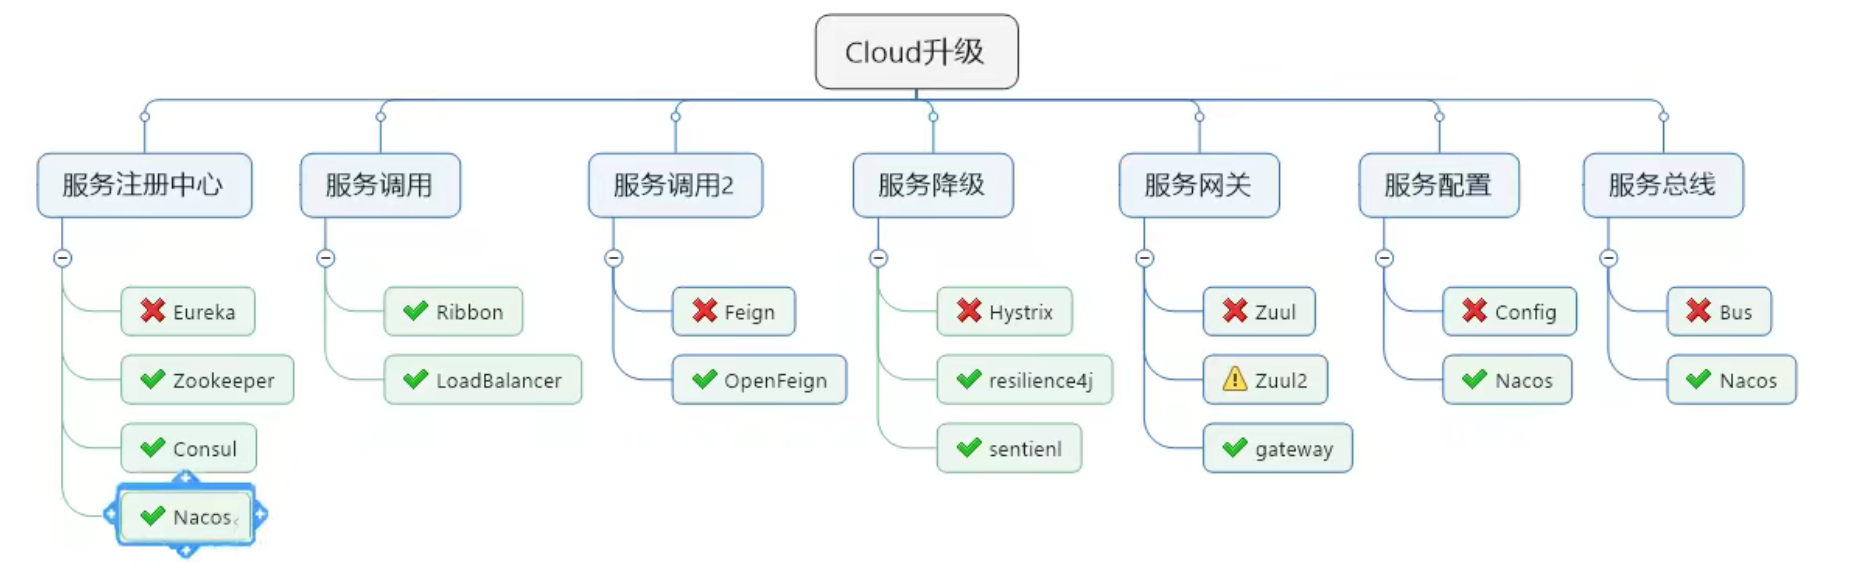 Cloud升级
服务注册中心
服务调用
服务调用2
服务降级
服务网关
服务配置
服务总线
Eureka
Ribbon
Feign
Hystrix
Zuul
Config
Bus
Zookeeper
LoadBalancer
OpenFeign
resilience4j
Zuul2
Nacos
Nacos
Consul
sentienl
gateway
Nacos